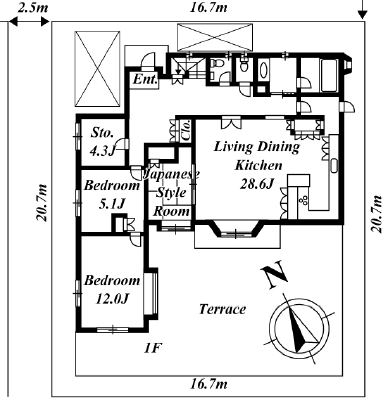 2.5m
16.7m
Ent.
Sto.
4.3J
Clo.
Living Dining
Kitchen
28.6J
Japanese
Style
Room
Bedroom
5.1J
20.7m
20.7m
Bedroom
12.0J
Terrace
N
1F
16.7m